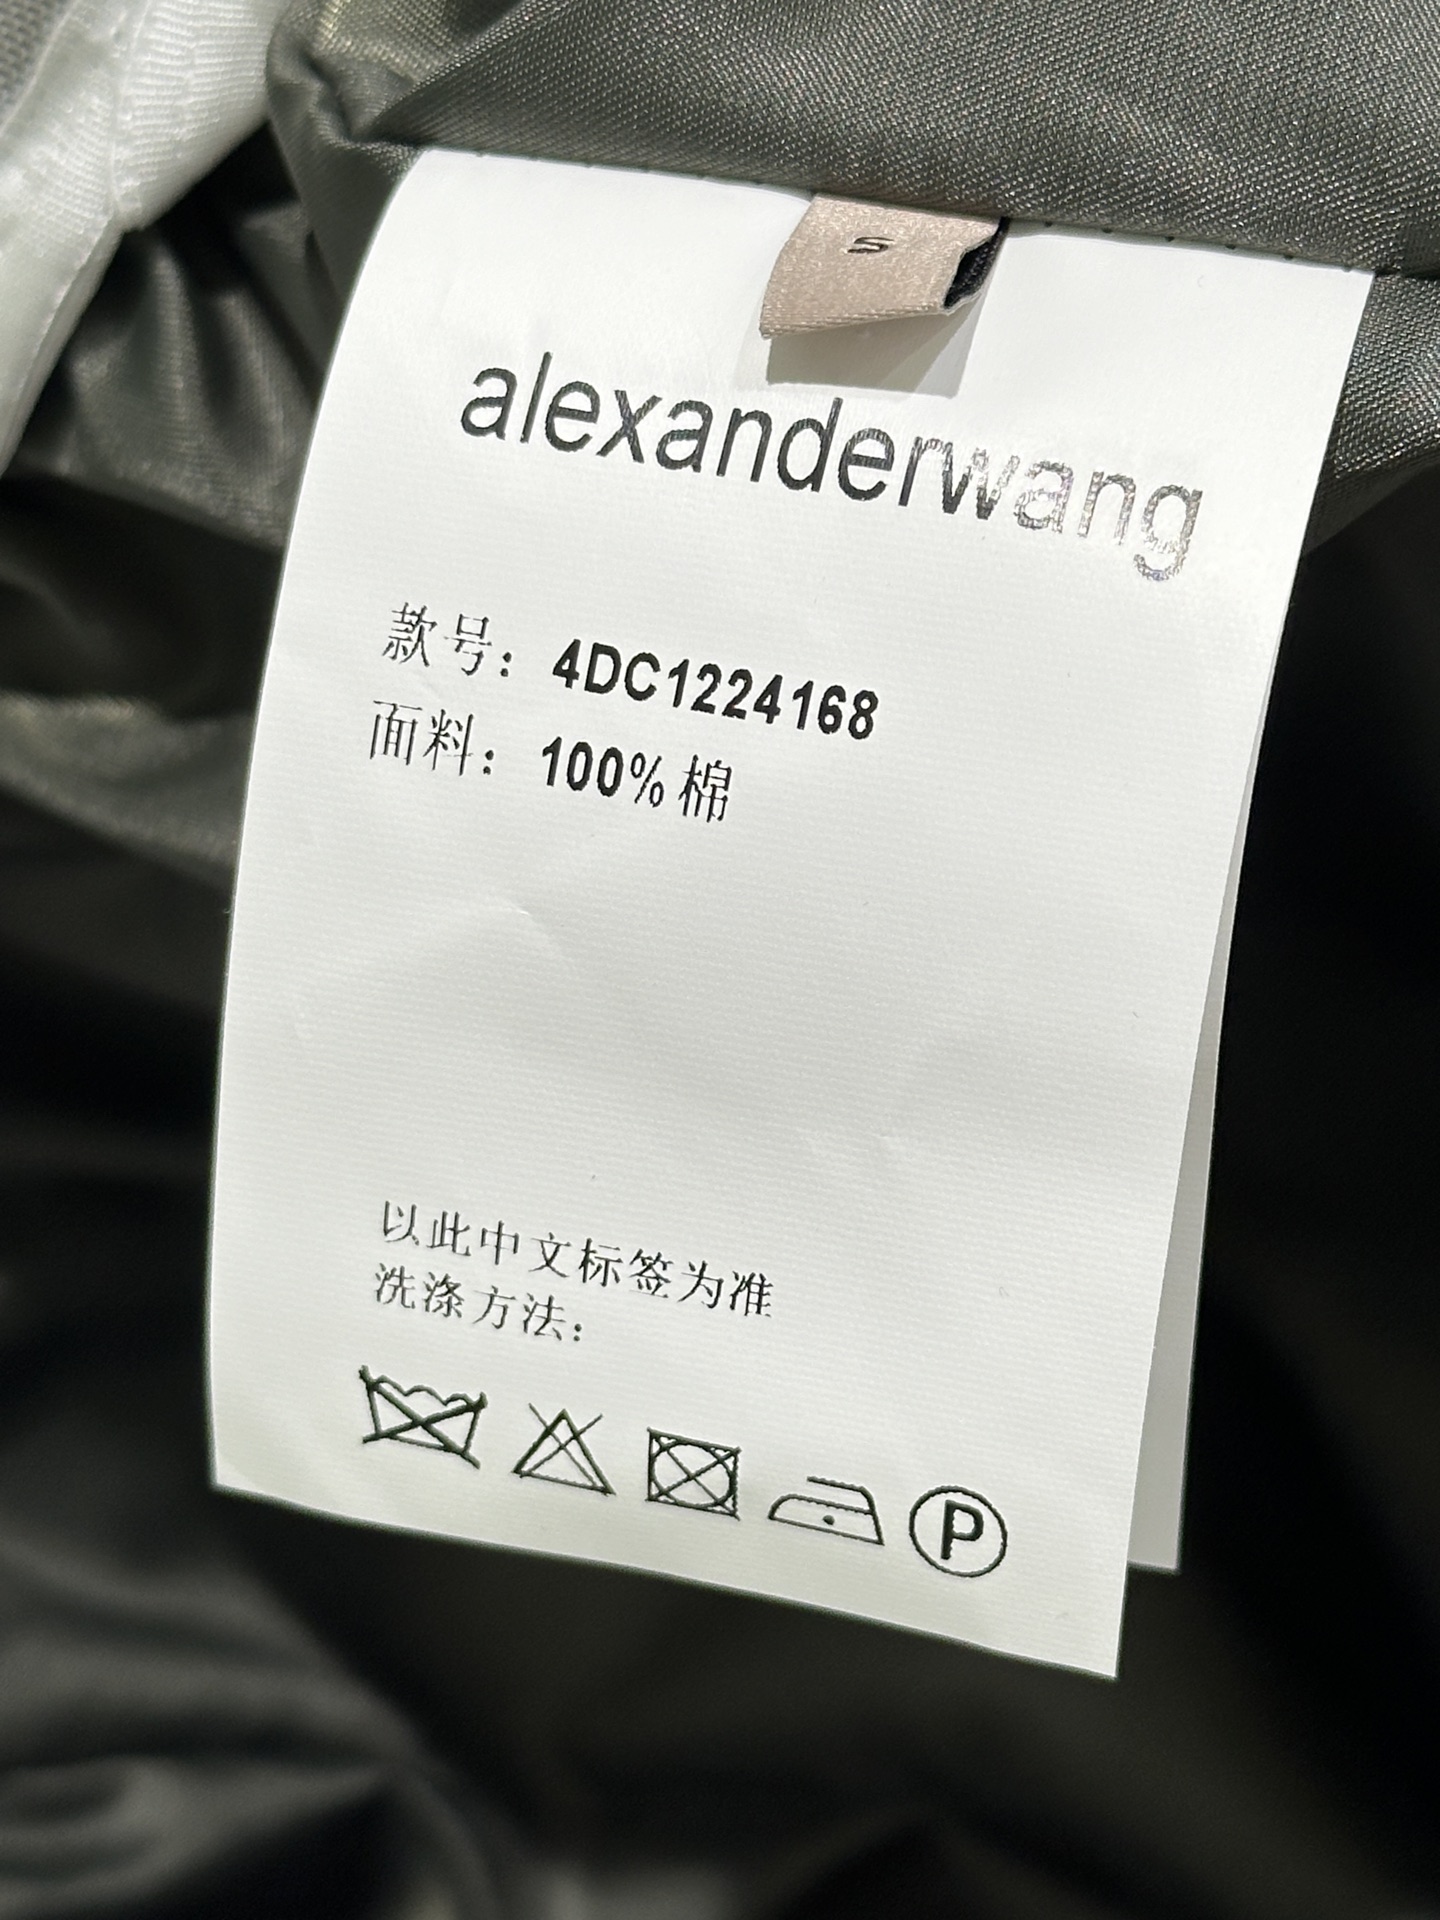 S
alexanderwang
款号：4DC1224168
面料：100% 棉
以此中文标签为准
洗涤方法：
P